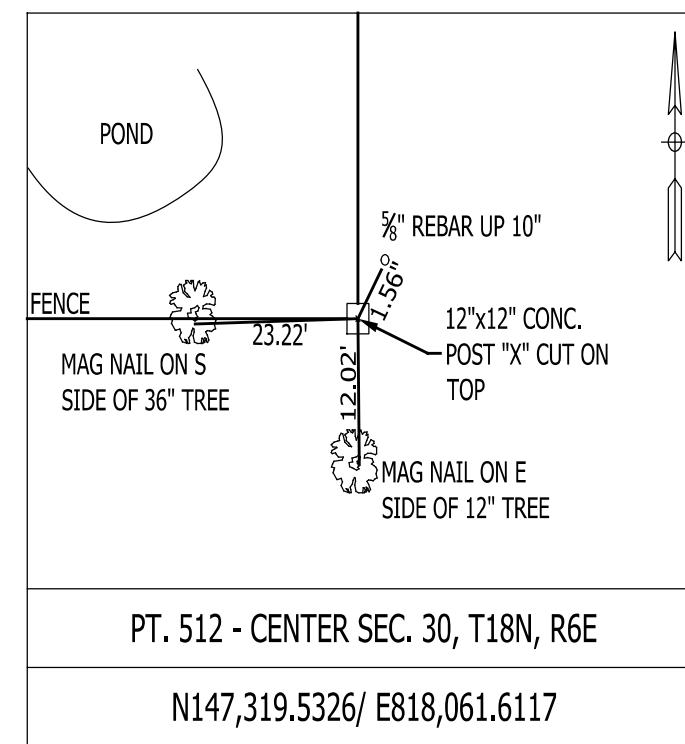 POND
⅝" REBAR UP 10"
1.56"
FENCE
23.22'
12"x12" CONC.
POST "X" CUT ON
TOP
MAG NAIL ON S
SIDE OF 36" TREE
12.02'
MAG NAIL ON E
SIDE OF 12" TREE
PT. 512 - CENTER SEC. 30, T18N, R6E
N147,319.5326/ E818,061.6117